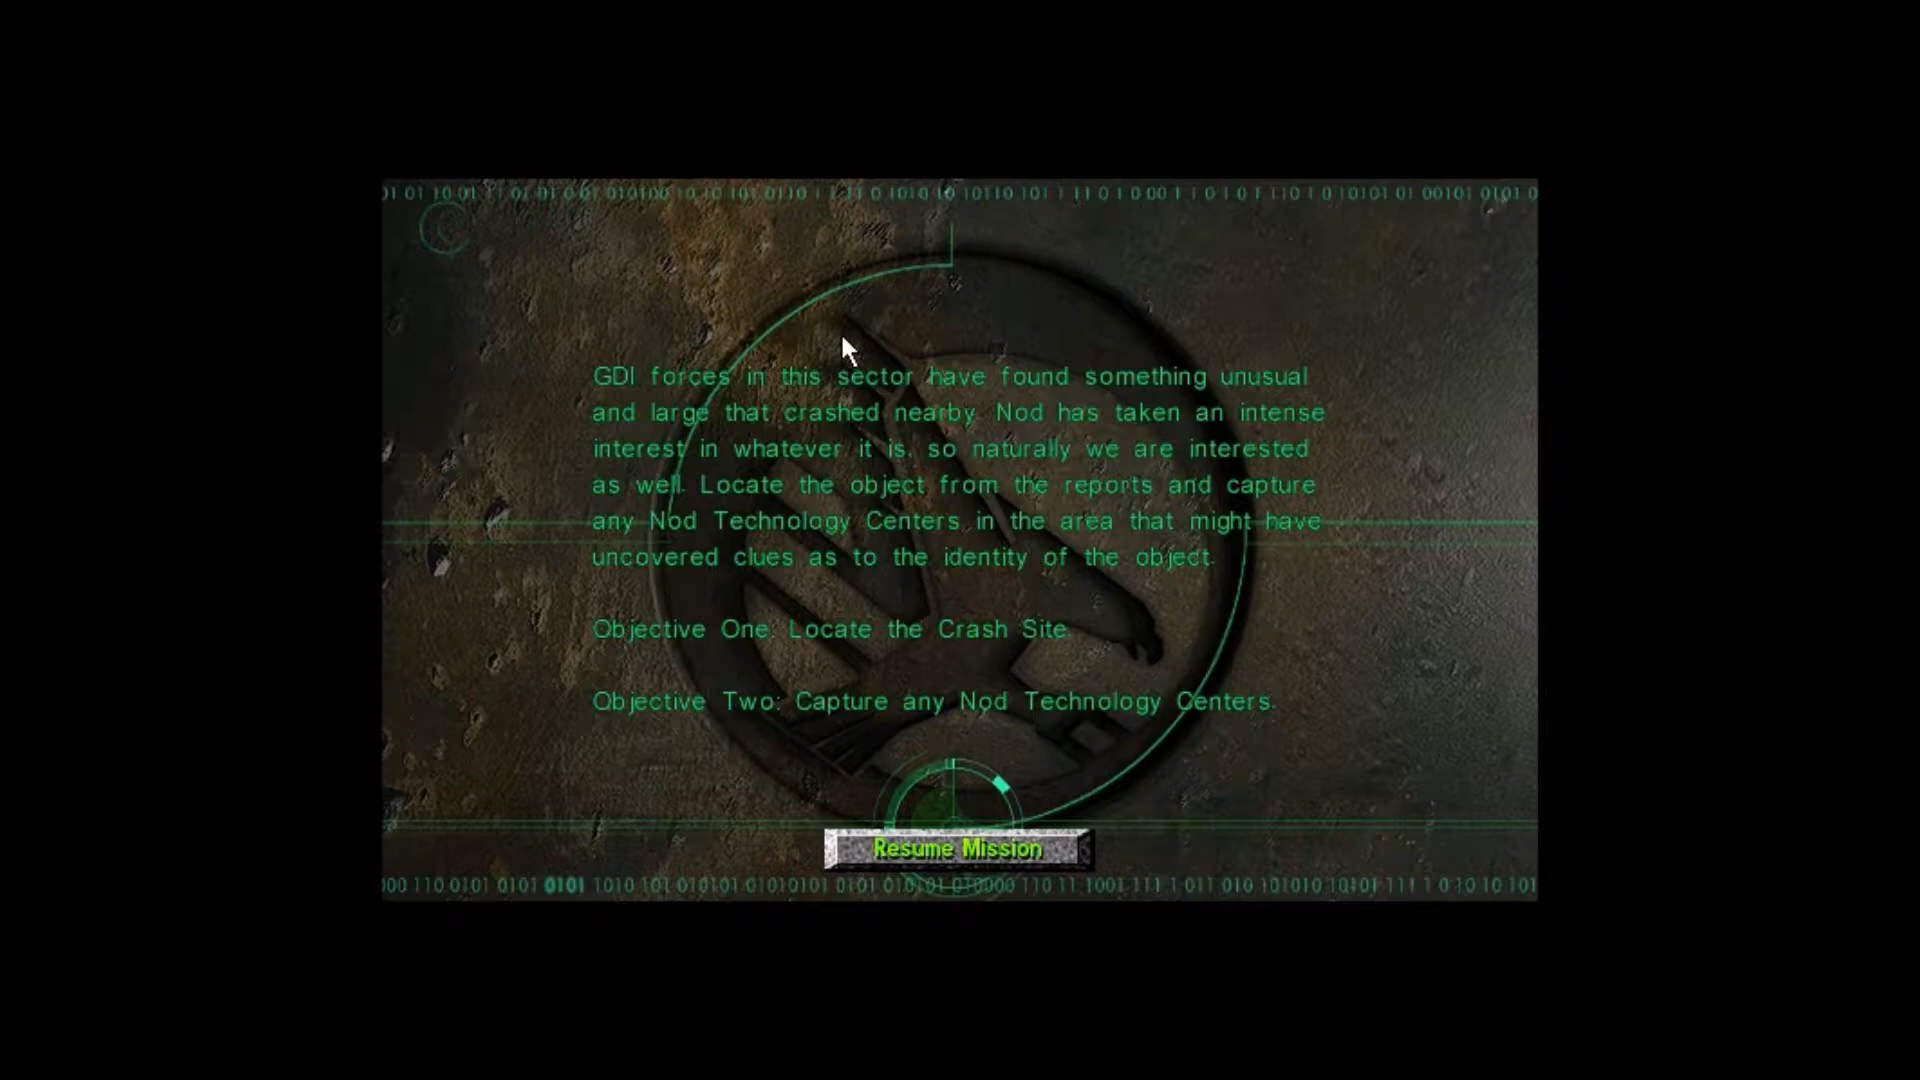 GDI forces in this sector have found something unusual
and large that crashed nearby. Nod has taken an intense
interest in whatever it is, so naturally we are interested
as well. Locate the object from the reports and capture
any Nod Technology Centers in the area that might have
uncovered clues as to the identity of the object.
Objective One: Locate the Crash Site.
Objective Two: Capture any Nod Technology Centers.
Resume Mission